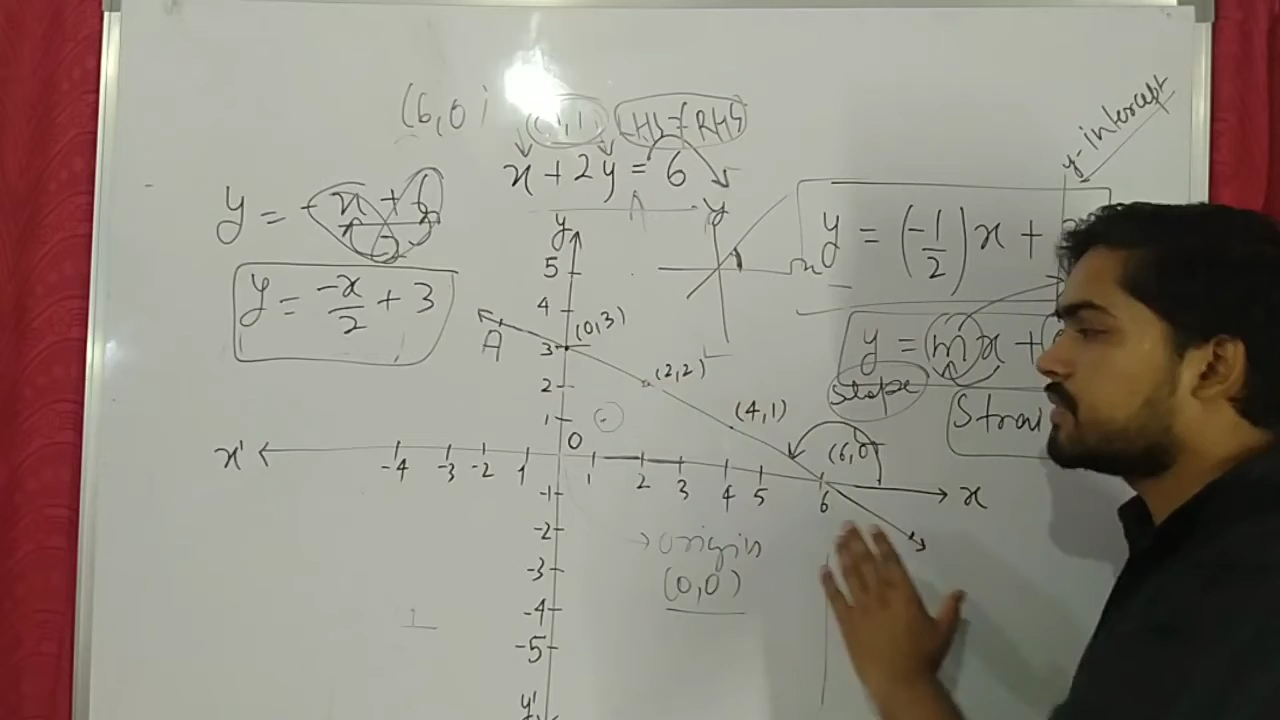 (6,0)
LHS ≠ RHS
y-intercept
x + 2y = 6
y = -x + 6
y
y = (-1/2)x +
x
y = -x/2 + 3
y
5
4
3
2
1
(0,3)
A
(2,2)
(4,1)
(6,0)
y = mx +
slope
Strai
x'
-4 -3 -2 1 0 1 2 3 4 5 6
x
-1
-2
-3
-4
-5
y'
→ origin
(0,0)